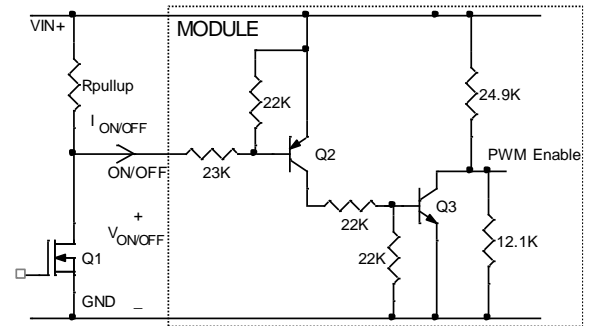 VIN+
MODULE
Rpullup
22K
24.9K
I ON/OFF
PWM Enable
Q2
ON/OFF
23K
Q3
+
22K
V ON/OFF
22K
12.1K
Q1
GND
_